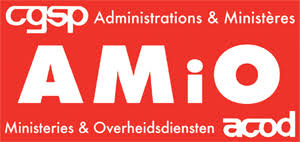 cgsp Administrations & Ministères
AMiO
Ministeries & Overheidsdiensten acod